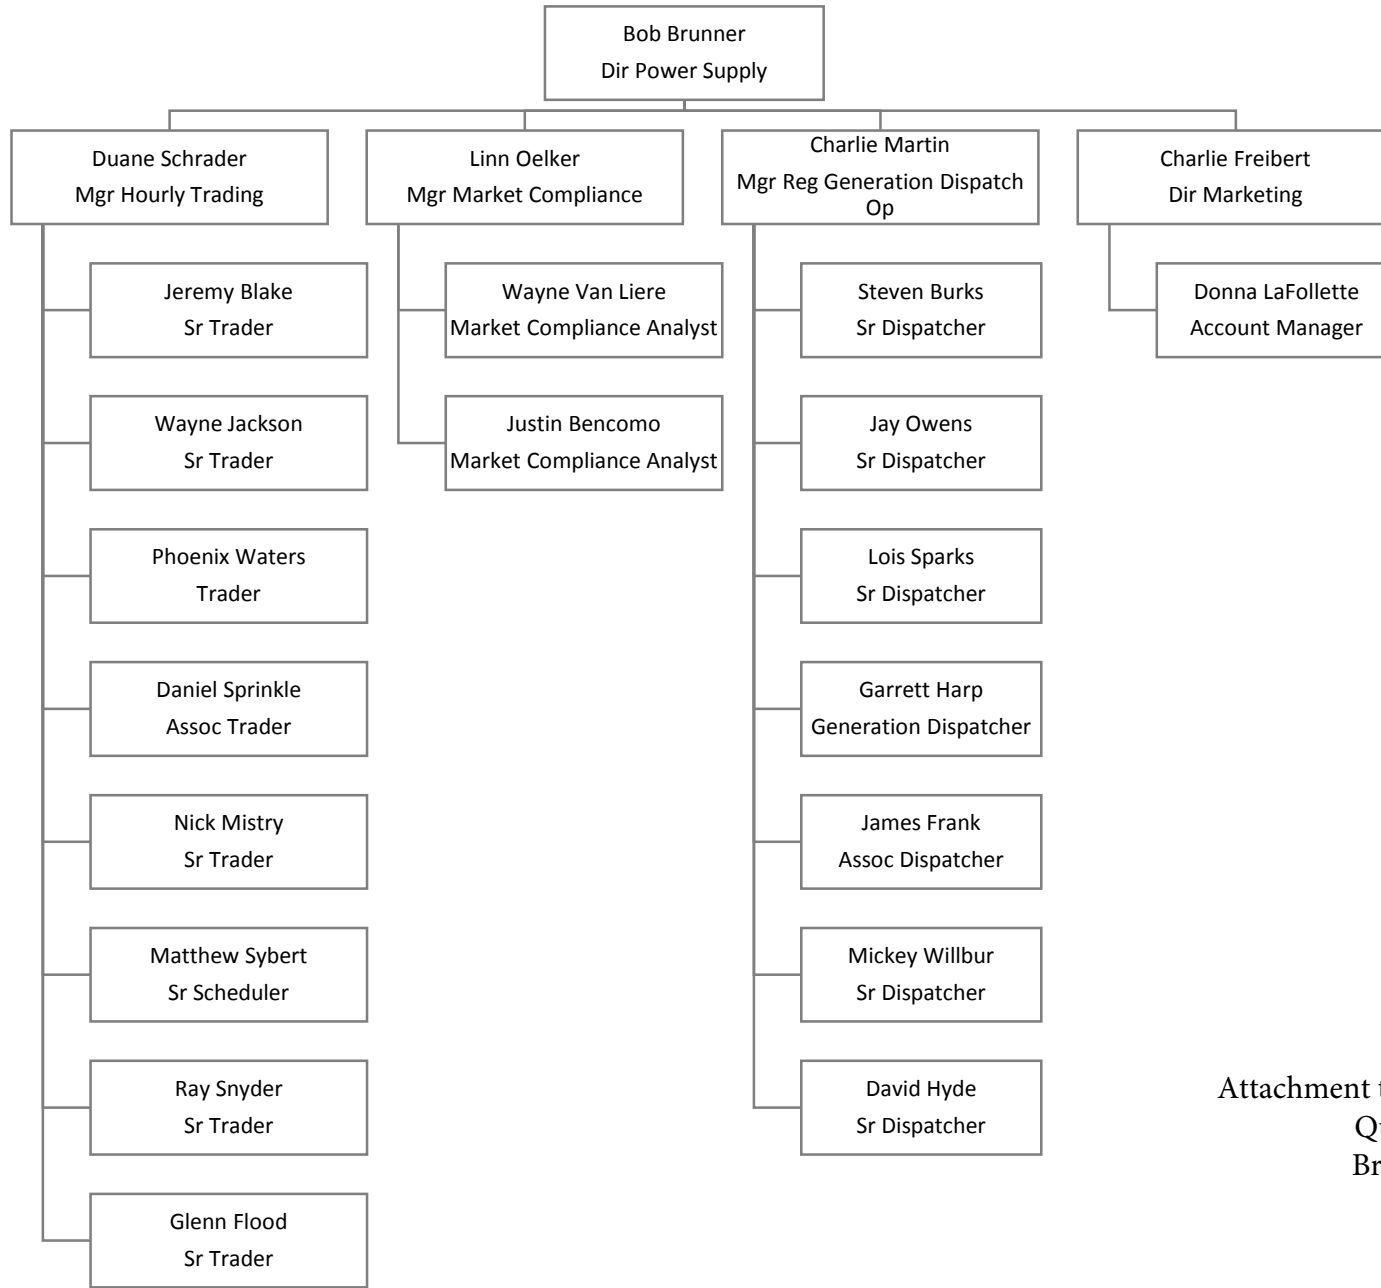 Bob Brunner
Dir Power Supply
Duane Schrader
Mgr Hourly Trading
Linn Oelker
Mgr Market Compliance
Charlie Martin
Mgr Reg Generation Dispatch
Op
Charlie Freibert
Dir Marketing
Jeremy Blake
Sr Trader
Wayne Jackson
Sr Trader
Phoenix Waters
Trader
Daniel Sprinkle
Assoc Trader
Nick Mistry
Sr Trader
Matthew Sybert
Sr Scheduler
Ray Snyder
Sr Trader
Glenn Flood
Sr Trader
Wayne Van Liere
Market Compliance Analyst
Justin Bencomo
Market Compliance Analyst
Steven Burks
Sr Dispatcher
Jay Owens
Sr Dispatcher
Lois Sparks
Sr Dispatcher
Garrett Harp
Generation Dispatcher
James Frank
Assoc Dispatcher
Mickey Willbur
Sr Dispatcher
David Hyde
Sr Dispatcher
Donna LaFollette
Account Manager
Attachment